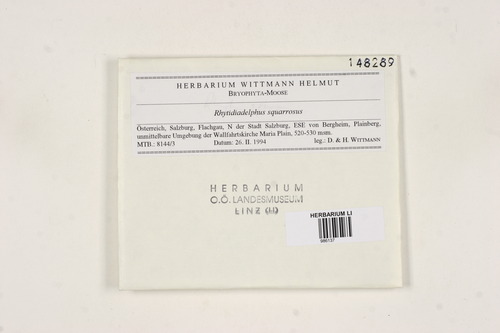 148289
HERBARIUM WITTMANN HELMUT
BRYOPHYTA-MOOSE
Rhytidiadelphus squarrosus
Österreich, Salzburg, Flachgau, N der Stadt Salzburg, ESE von Bergheim, Plainberg,
unmittelbare Umgebung der Wallfahrtskirche Maria Plain, 520-530 msm.
MTB.: 8144/3 Datum: 26. II. 1994 leg.: D. & H. WITTMANN
HERBARIUM
O.Ö. LANDESMUSEUM
LINZ
HERBARIUM LI
986137